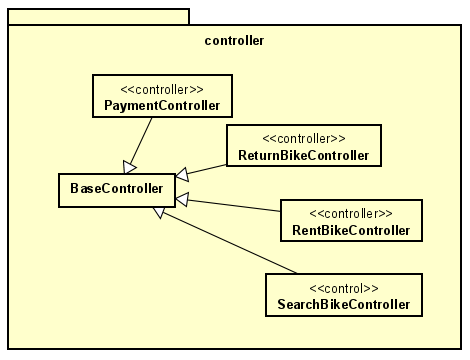 controller
<<controller>>
PaymentController
<<controller>>
ReturnBikeController
BaseController
<<controller>>
RentBikeController
<<control>>
SearchBikeController